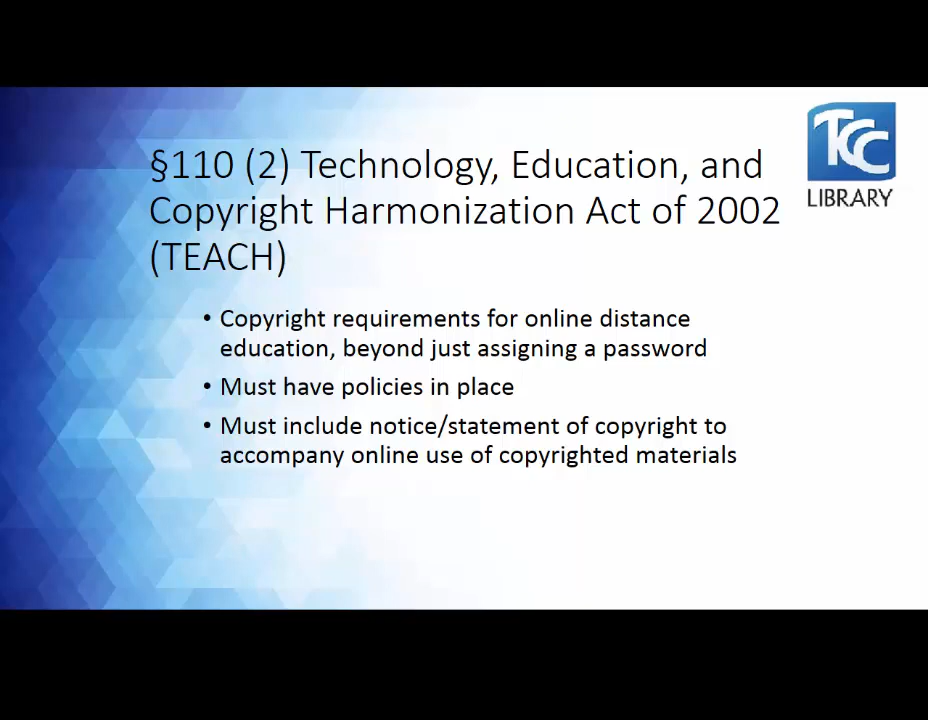 TCC
LIBRARY
§110 (2) Technology, Education, and
Copyright Harmonization Act of 2002
(TEACH)
• Copyright requirements for online distance
education, beyond just assigning a password
• Must have policies in place
• Must include notice/statement of copyright to
accompany online use of copyrighted materials